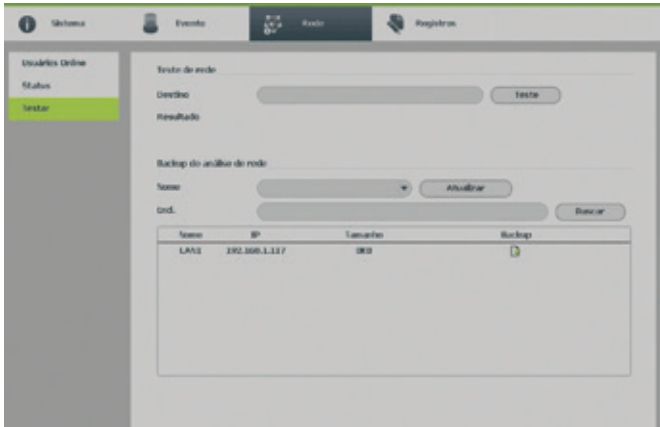 Sistema
Evento
Rede
Registros
Usuários Online
Status
Testar
Teste de rede
Destino
Teste
Resultado
Backup do análise de rede
Nome
Atualizar
End.
Buscar
Nome IP Tamanho Backup
LAN1 192.168.1.117 0KB